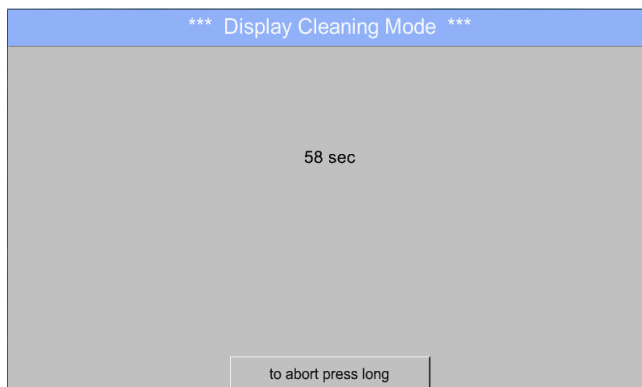 *** Display Cleaning Mode ***
58 sec
to abort press long